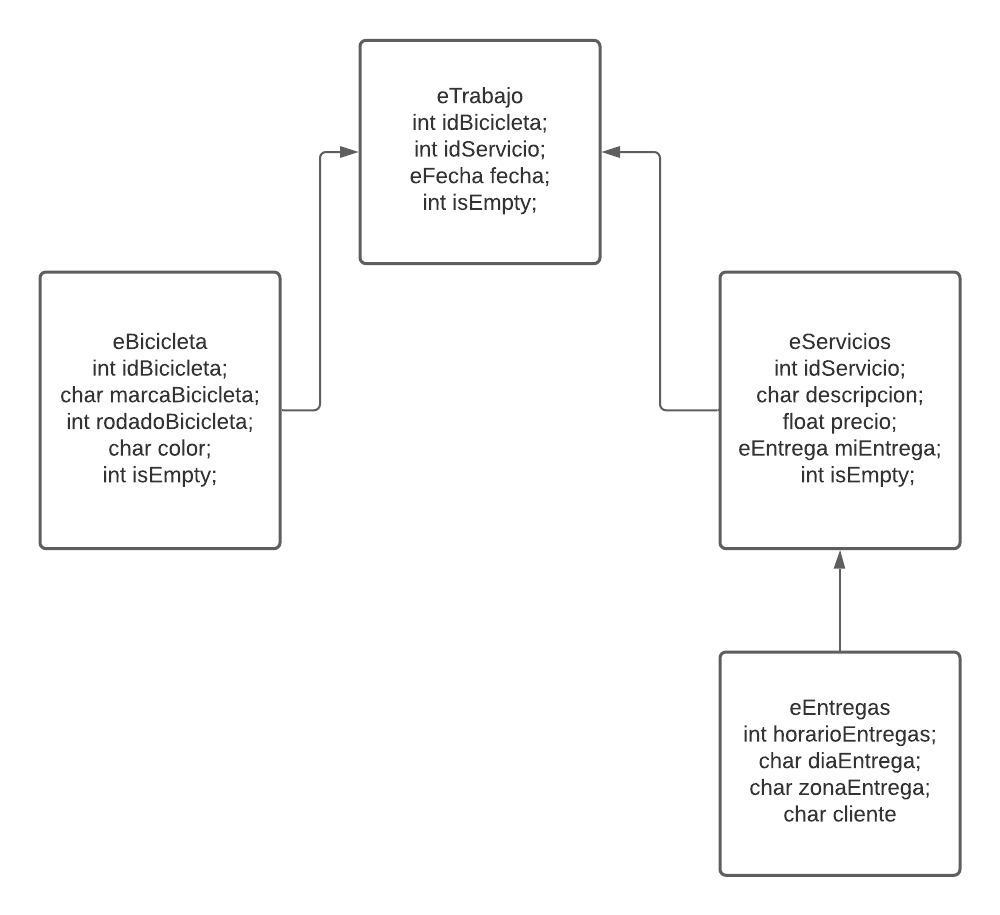 eTrabajo
int idBicicleta;
int idServicio;
eFecha fecha;
int isEmpty;
eBicicleta
int idBicicleta;
char marcaBicicleta;
int rodadoBicicleta;
char color;
int isEmpty;
eServicios
int idServicio;
char descripcion;
float precio;
eEntrega miEntrega;
int isEmpty;
eEntregas
int horarioEntregas;
char diaEntrega;
char zonaEntrega;
char cliente